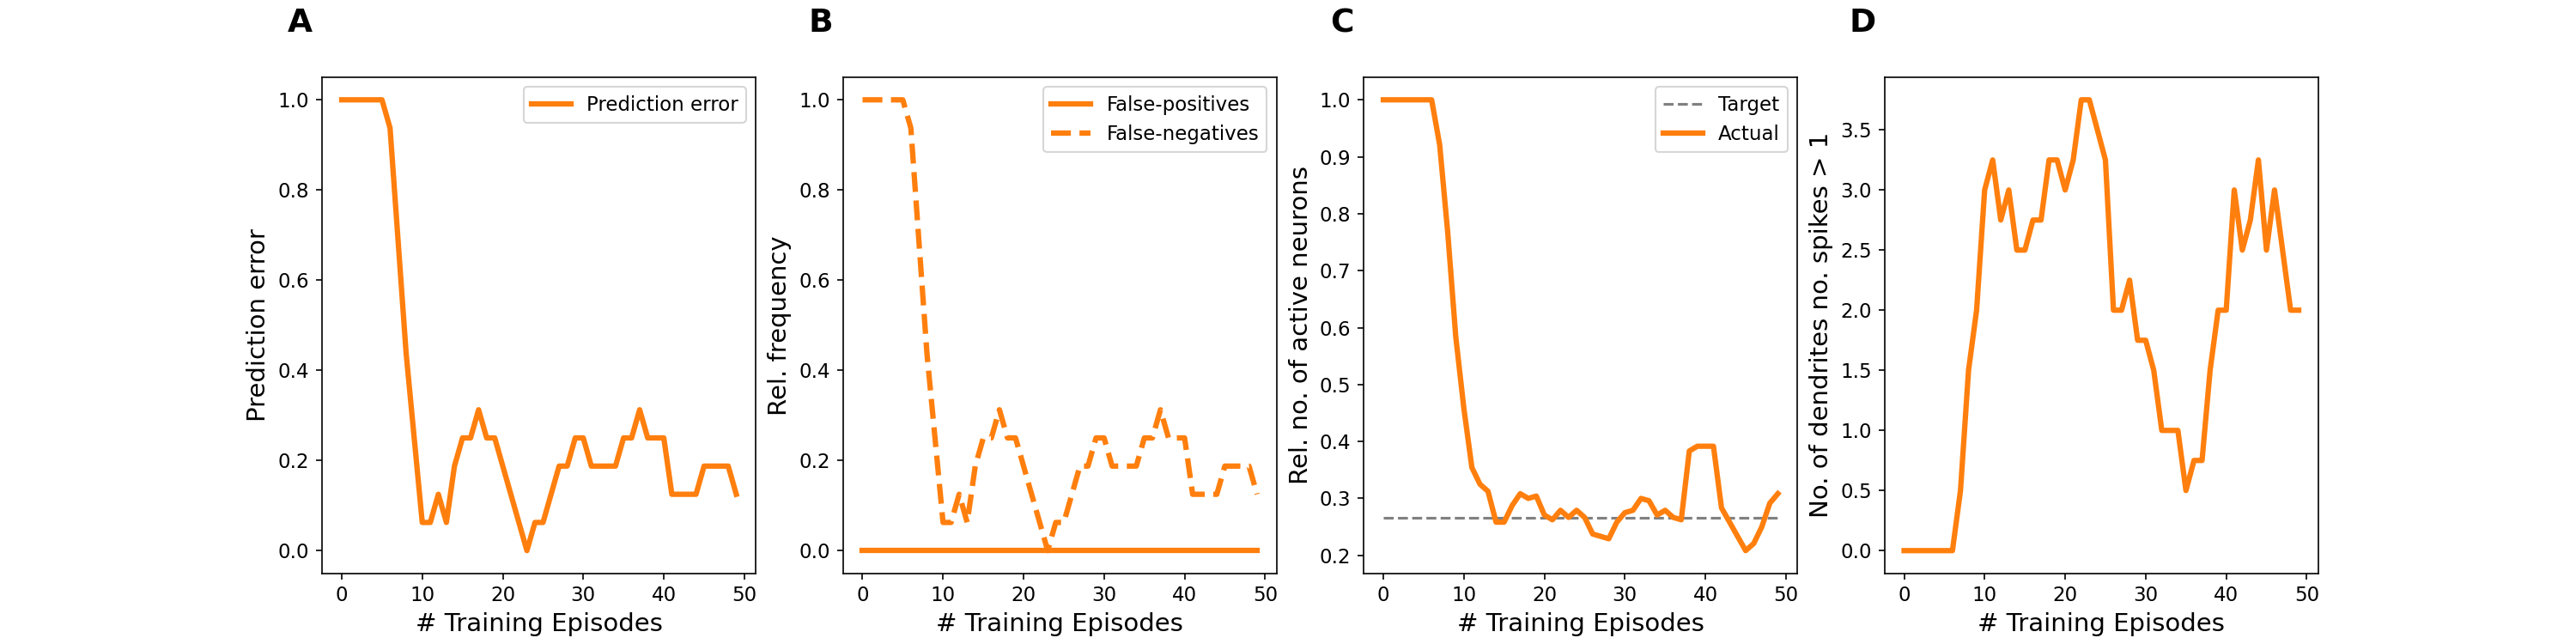 A
B
C
D
Prediction error
1.0
0.8
0.6
0.4
0.2
0.0
0 10 20 30 40 50
# Training Episodes
Prediction error
Rel. frequency
1.0
0.8
0.6
0.4
0.2
0.0
0 10 20 30 40 50
# Training Episodes
False-positives
False-negatives
Rel. no. of active neurons
1.0
0.9
0.8
0.7
0.6
0.5
0.4
0.3
0.2
0 10 20 30 40 50
# Training Episodes
Target
Actual
No. of dendrites no. spikes > 1
3.5
3.0
2.5
2.0
1.5
1.0
0.5
0.0
0 10 20 30 40 50
# Training Episodes